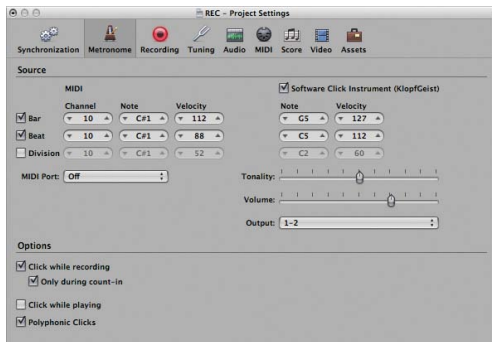 REC - Project Settings
Synchronization Metronome Recording Tuning Audio MIDI Score Video Assets
Source
MIDI
Software Click Instrument (KlopfGeist)
Channel Note Velocity Note Velocity
Bar 10 C#1 112 G5 127
Beat 10 C#1 88 C5 112
Division 10 C#1 52 C2 60
MIDI Port: Off
Tonality:
Volume:
Output: 1-2
Options
Click while recording
Only during count-in
Click while playing
Polyphonic Clicks